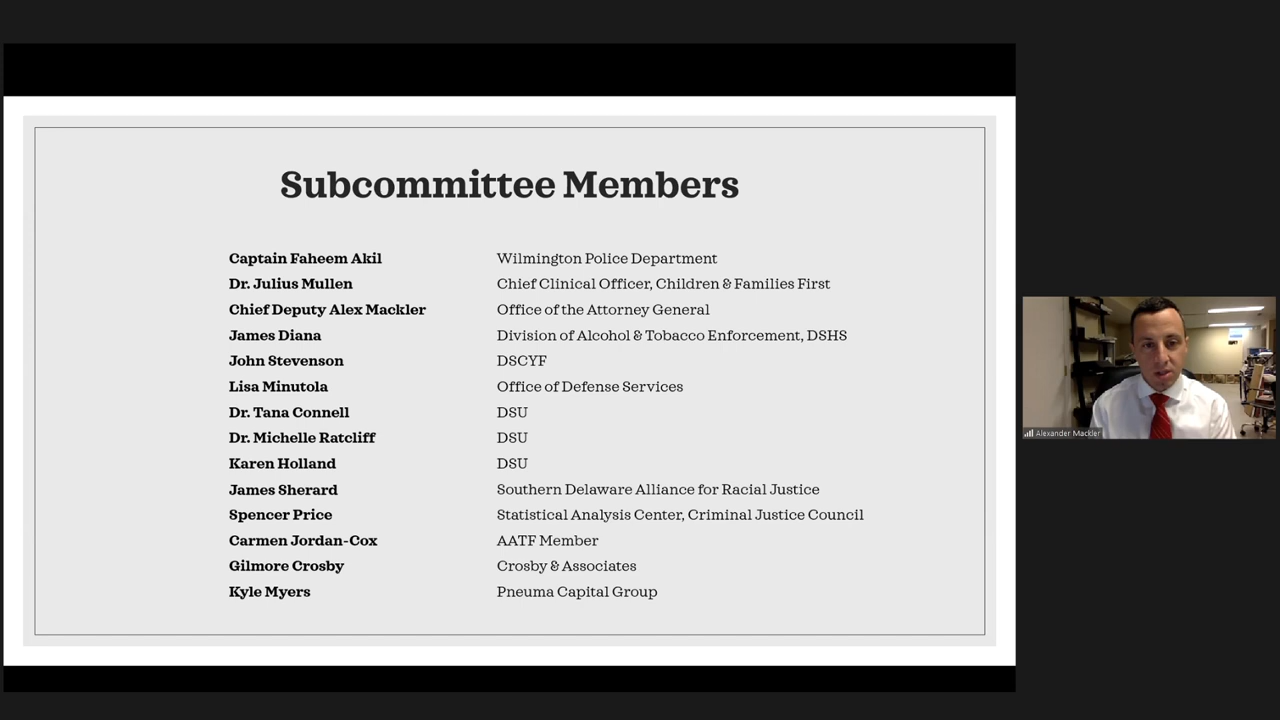 Subcommittee Members
Captain Faheem Akil Wilmington Police Department
Dr. Julius Mullen Chief Clinical Officer, Children & Families First
Chief Deputy Alex Mackler Office of the Attorney General
James Diana Division of Alcohol & Tobacco Enforcement, DSHS
John Stevenson DSCYF
Lisa Minutola Office of Defense Services
Dr. Tana Connell DSU
Dr. Michelle Ratcliff DSU
Karen Holland DSU
James Sherard Southern Delaware Alliance for Racial Justice
Spencer Price Statistical Analysis Center, Criminal Justice Council
Carmen Jordan-Cox AATF Member
Gilmore Crosby Crosby & Associates
Kyle Myers Pneuma Capital Group
Alexander Mackler